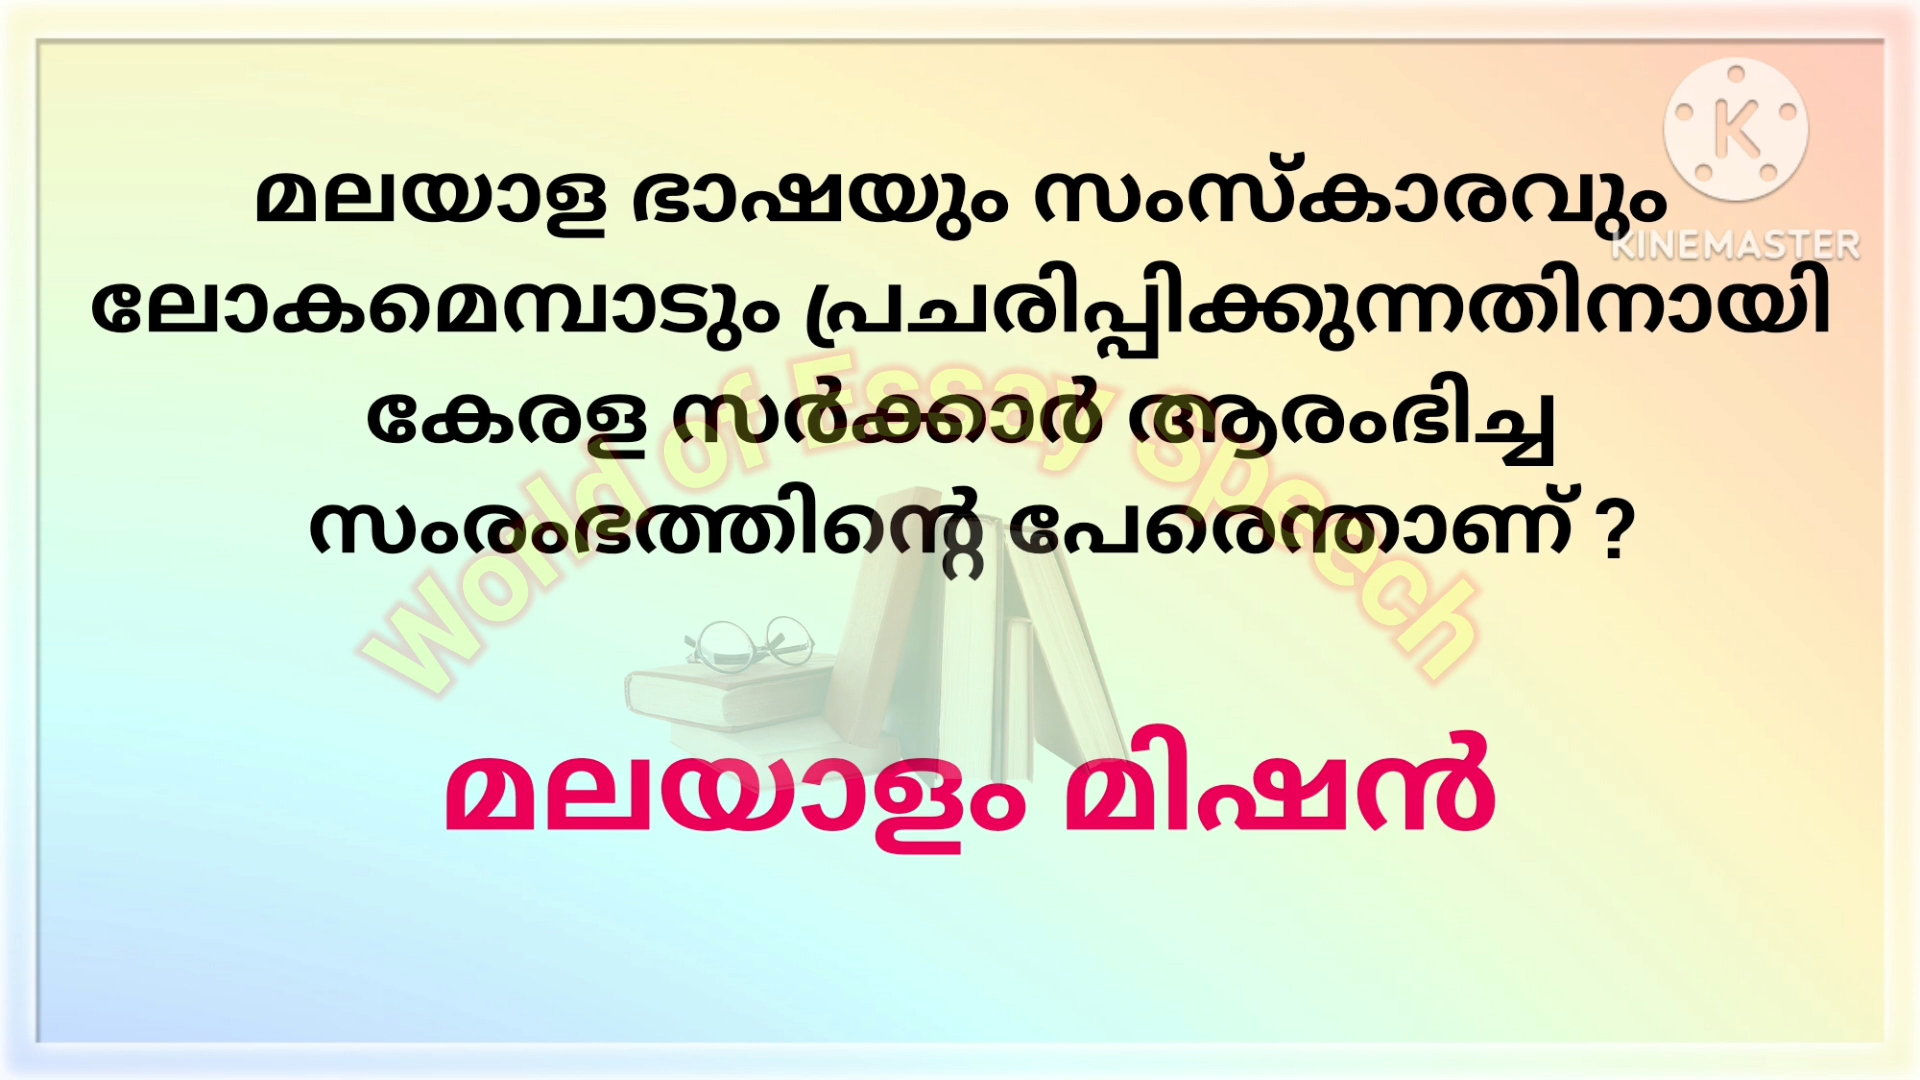 മലയാള ഭാഷയും സംസ്കാരവും
ലോകമെമ്പാടും പ്രചരിപ്പിക്കുന്നതിനായി
കേരള സർക്കാർ ആരംഭിച്ച
സംരംഭത്തിന്റെ പേരെന്താണ് ?
മലയാളം മിഷൻ
World of Essay Speech
K
KINEMASTER